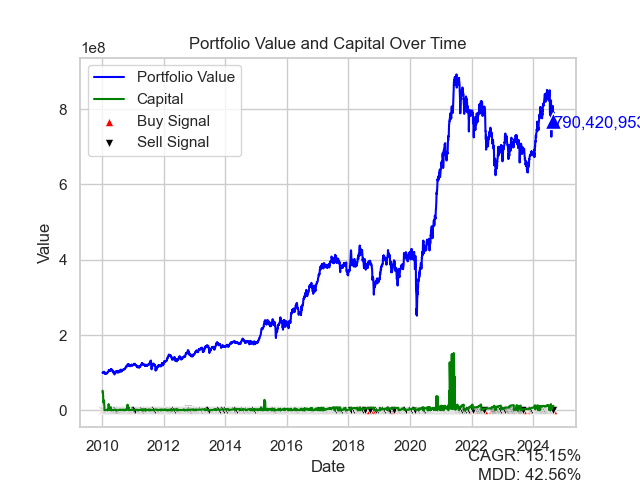 Portfolio Value and Capital Over Time
1e8
Portfolio Value
Capital
Buy Signal
Sell Signal
8
6
4
2
0
790,420,953
Value
2010 2012 2014 2016 2018 2020 2022 2024
Date
CAGR: 15.15%
MDD: 42.56%